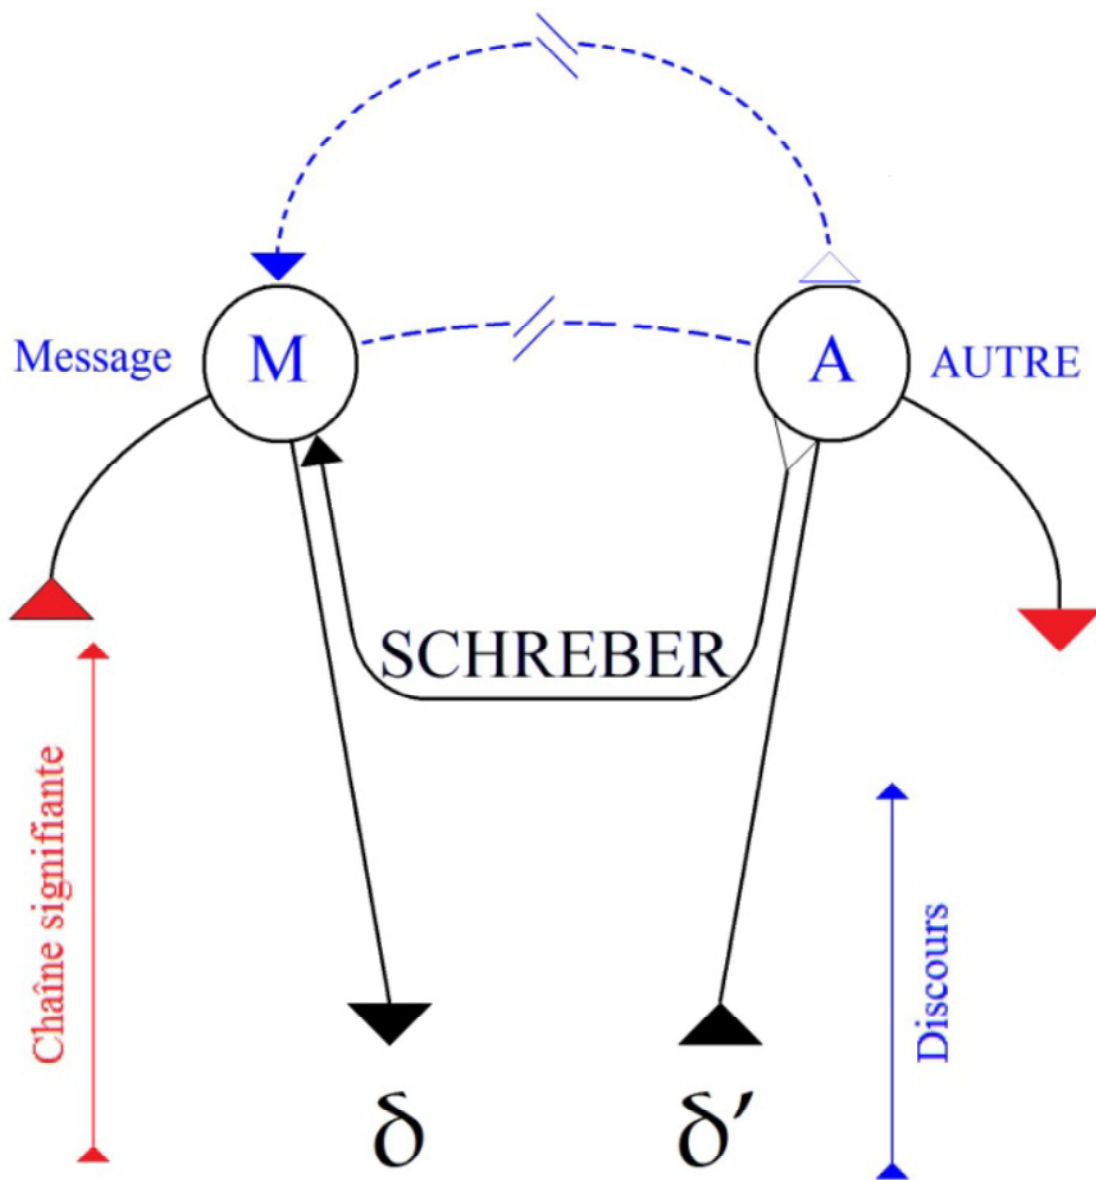 Message
M
A
AUTRE
SCHREBER
Chaîne signifiante
Discours
δ
δ′